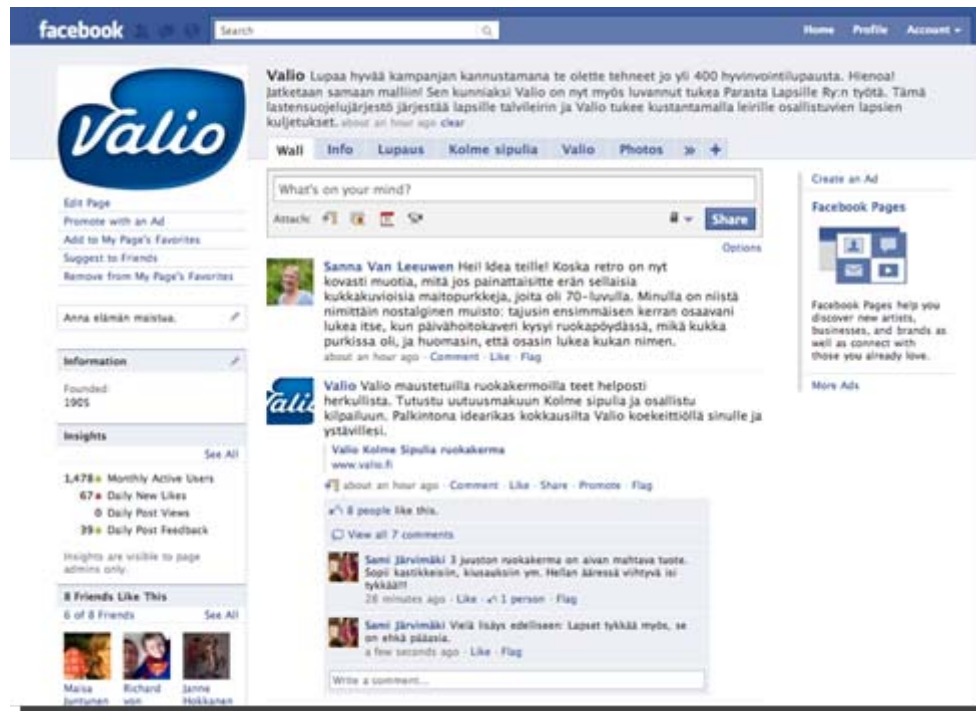 facebook
Search
Home Profile Account
Valio
Valio Lupaa hyvää kampanjan kannustamana te olette tehneet jo yli 400 hyvinvointilupausta. Hienoa!
Jatketaan samaan malliin! Sen kunniaksi Valio on nyt myös luvannut tukea Parasta Lapsille Ry:n työtä. Tämä
lastensuojelujärjestö järjestää lapsille talvileirin ja Valio tukee kustantamalla leirille osallistuvien lapsien
kuljetukset. about an hour ago clear
Wall Info Lupaus Kolme sipulia Valio Photos » +
What's on your mind?
Attach:
Share
Options
Edit Page
Promote with an Ad
Add to My Page's Favorites
Suggest to Friends
Remove from My Page's Favorites
Anna elämän maistua.
Information
Founded:
1905
Insights
See All
1,478 Monthly Active Users
67 Daily New Likes
0 Daily Post Views
39 Daily Post Feedback
Insights are visible to page
admins only.
8 Friends Like This
6 of 8 Friends See All
Maisa
Juntunen
Richard
von
Janne
Hokkanen
Sanna Van Leeuwen Hei! Idea teille! Koska retro on nyt
kovasti muotia, mitä jos painattaisitte erän sellaisia
kukkakuvioisia maitopurkkeja, joita oli 70-luvulla. Minulla on niistä
nimittäin nostalginen muisto: tajusin ensimmäisen kerran osaavani
lukea itse, kun päivähoitokaveri kysyi ruokapöydässä, mikä kukka
purkissa oli, ja huomasin, että osasin lukea kukan nimen.
about an hour ago · Comment · Like · Flag
Valio Valio maustetuilla ruokakermoilla teet helposti
herkullista. Tutustu uutuusmakuun Kolme sipulia ja osallistu
kilpailuun. Palkintona idearikas kokkausilta Valio koekeittiöllä sinulle ja
ystävillesi.
Valio Kolme Sipulia ruokakerma
www.valio.fi
about an hour ago · Comment · Like · Share · Promote · Flag
8 people like this.
View all 7 comments
Sami Järvimäki 3 juuston ruokakerma on aivan mahtava tuote.
Sopii kastikkeisiin, kiusauksiin ym. Hellan ääressä viihtyvä isi
tykkää!!!
28 minutes ago · Like · 1 person · Flag
Sami Järvimäki Vielä lisäys edelliseen: Lapset tykkää myös, se
on ehkä pääasia.
a few seconds ago · Like · Flag
Write a comment...
Create an Ad
Facebook Pages
Facebook Pages help you
discover new artists,
businesses, and brands as
well as connect with
those you already love.
More Ads